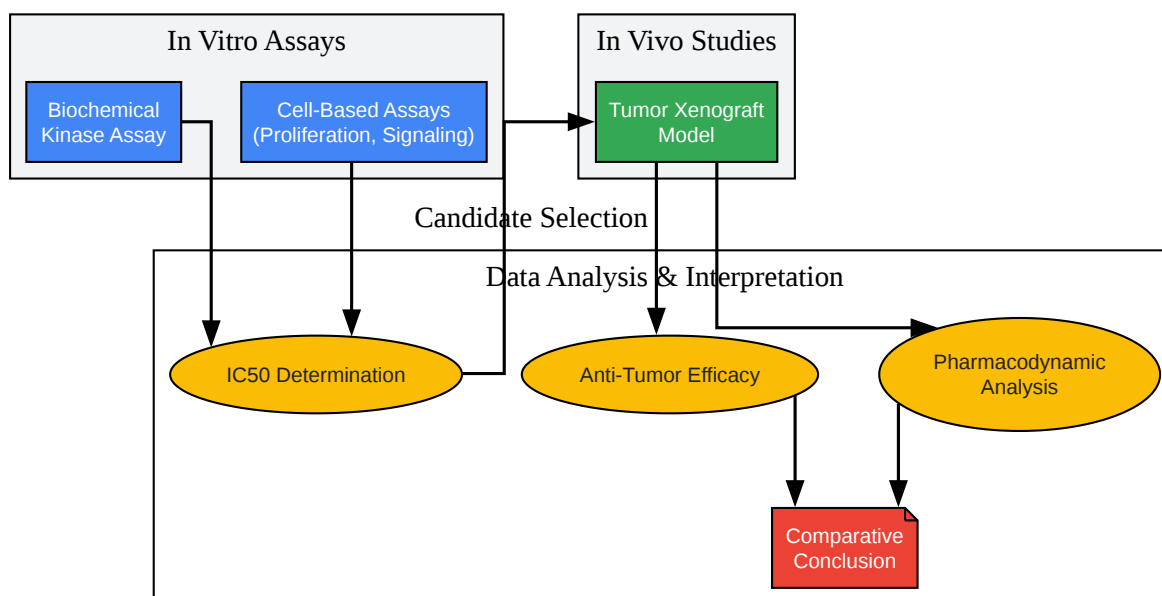 In Vitro Assays
In Vivo Studies
Biochemical
Kinase Assay
Cell-Based Assays
(Proliferation, Signaling)
Tumor Xenograft
Model
Candidate Selection
Data Analysis & Interpretation
IC50 Determination
Anti-Tumor Efficacy
Pharmacodynamic
Analysis
Comparative
Conclusion